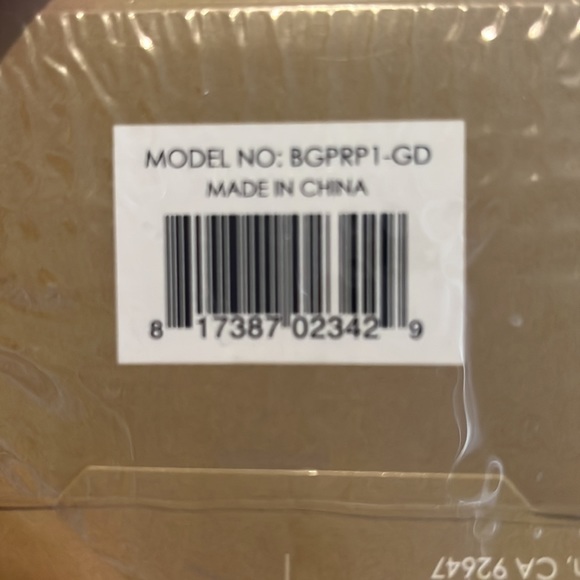 MODEL NO: BGPRP1-GD
MADE IN CHINA
8 17387 02342 9
, CA 92647